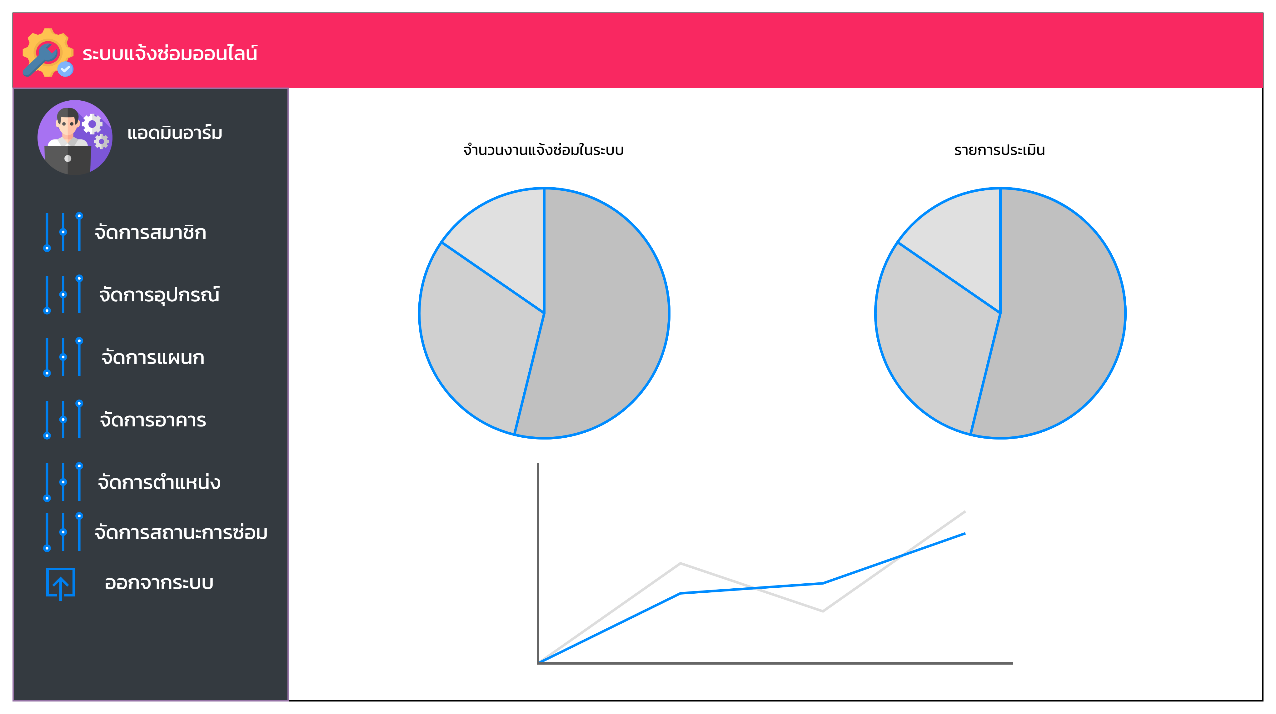 ระบบแจ้งซ่อมออนไลน์
แอดมินอาร์ม
จัดการสมาชิก
จัดการอุปกรณ์
จัดการแผนก
จัดการอาคาร
จัดการตำแหน่ง
จัดการสถานะการซ่อม
ออกจากระบบ
จำนวนงานแจ้งซ่อมในระบบ
รายการประเมิน